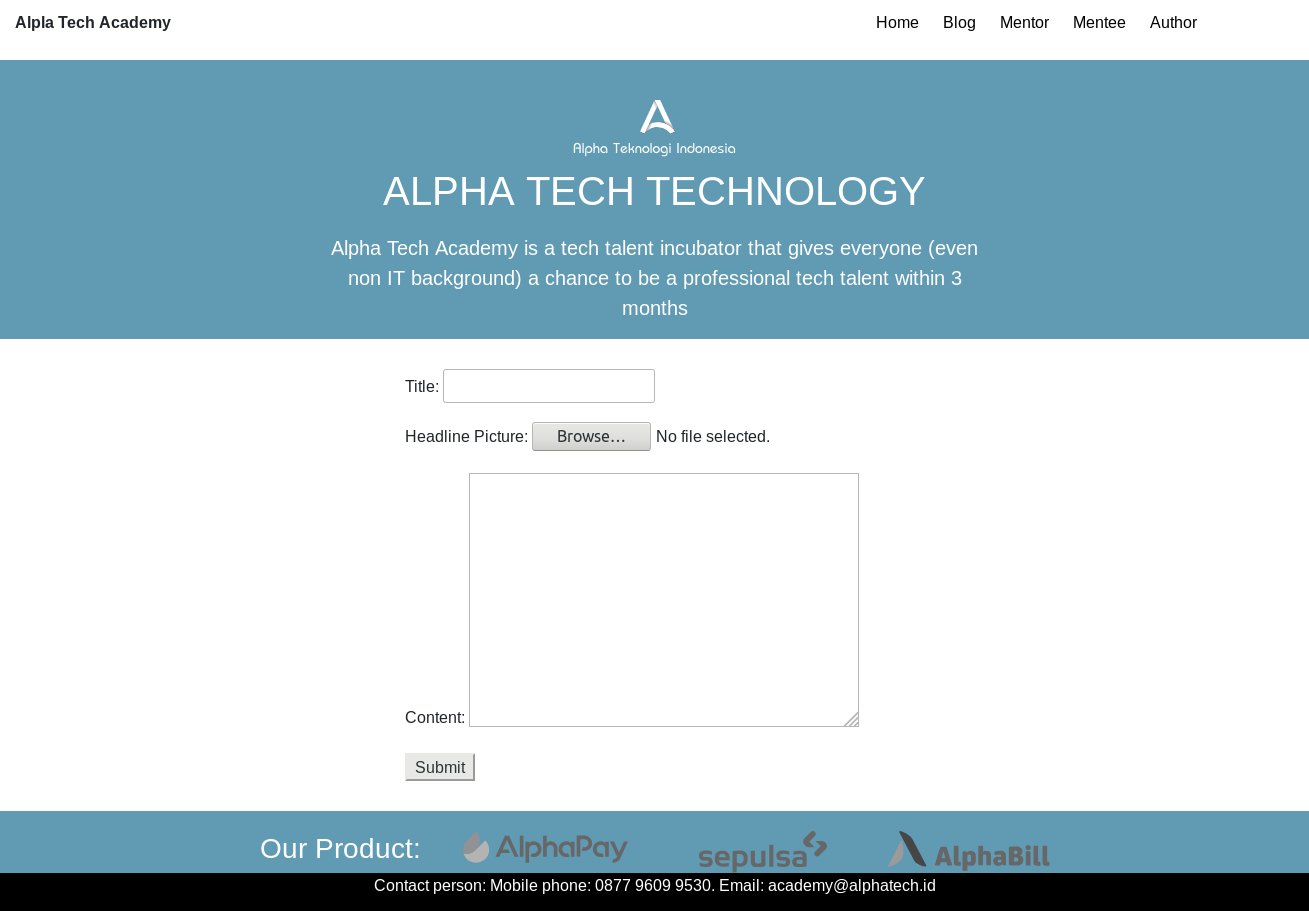 Alpla Tech Academy Home Blog Mentor Mentee Author
Alpha Teknologi Indonesia
ALPHA TECH TECHNOLOGY
Alpha Tech Academy is a tech talent incubator that gives everyone (even
non IT background) a chance to be a professional tech talent within 3
months
Title:
Headline Picture: Browse... No file selected.
Content:
Submit
Our Product: AlphaPay sepulsa AlphaBill
Contact person: Mobile phone: 0877 9609 9530. Email: academy@alphatech.id